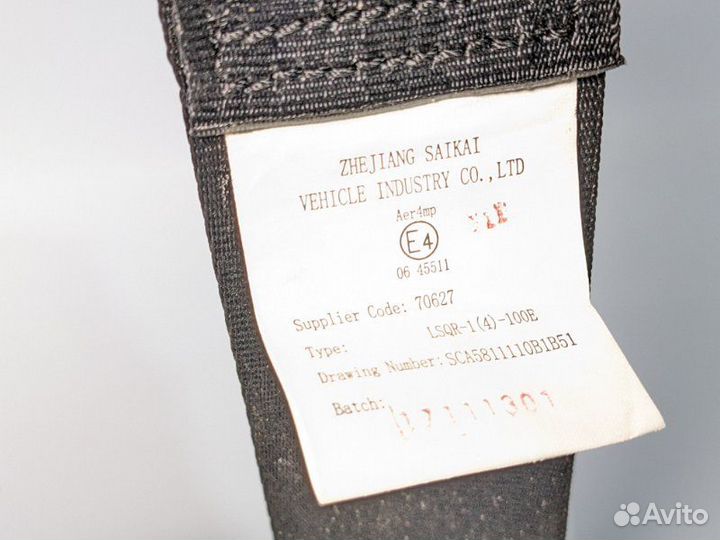 ZHEJIANG SAIKAI
VEHICLE INDUSTRY CO.,LTD
Aer4mp
E4
06 45511
Supplier Code: 70627
Type: LSQR-1(4)-100E
Drawing Number: SCA5811110B1B51
Batch: 17111301
Avito